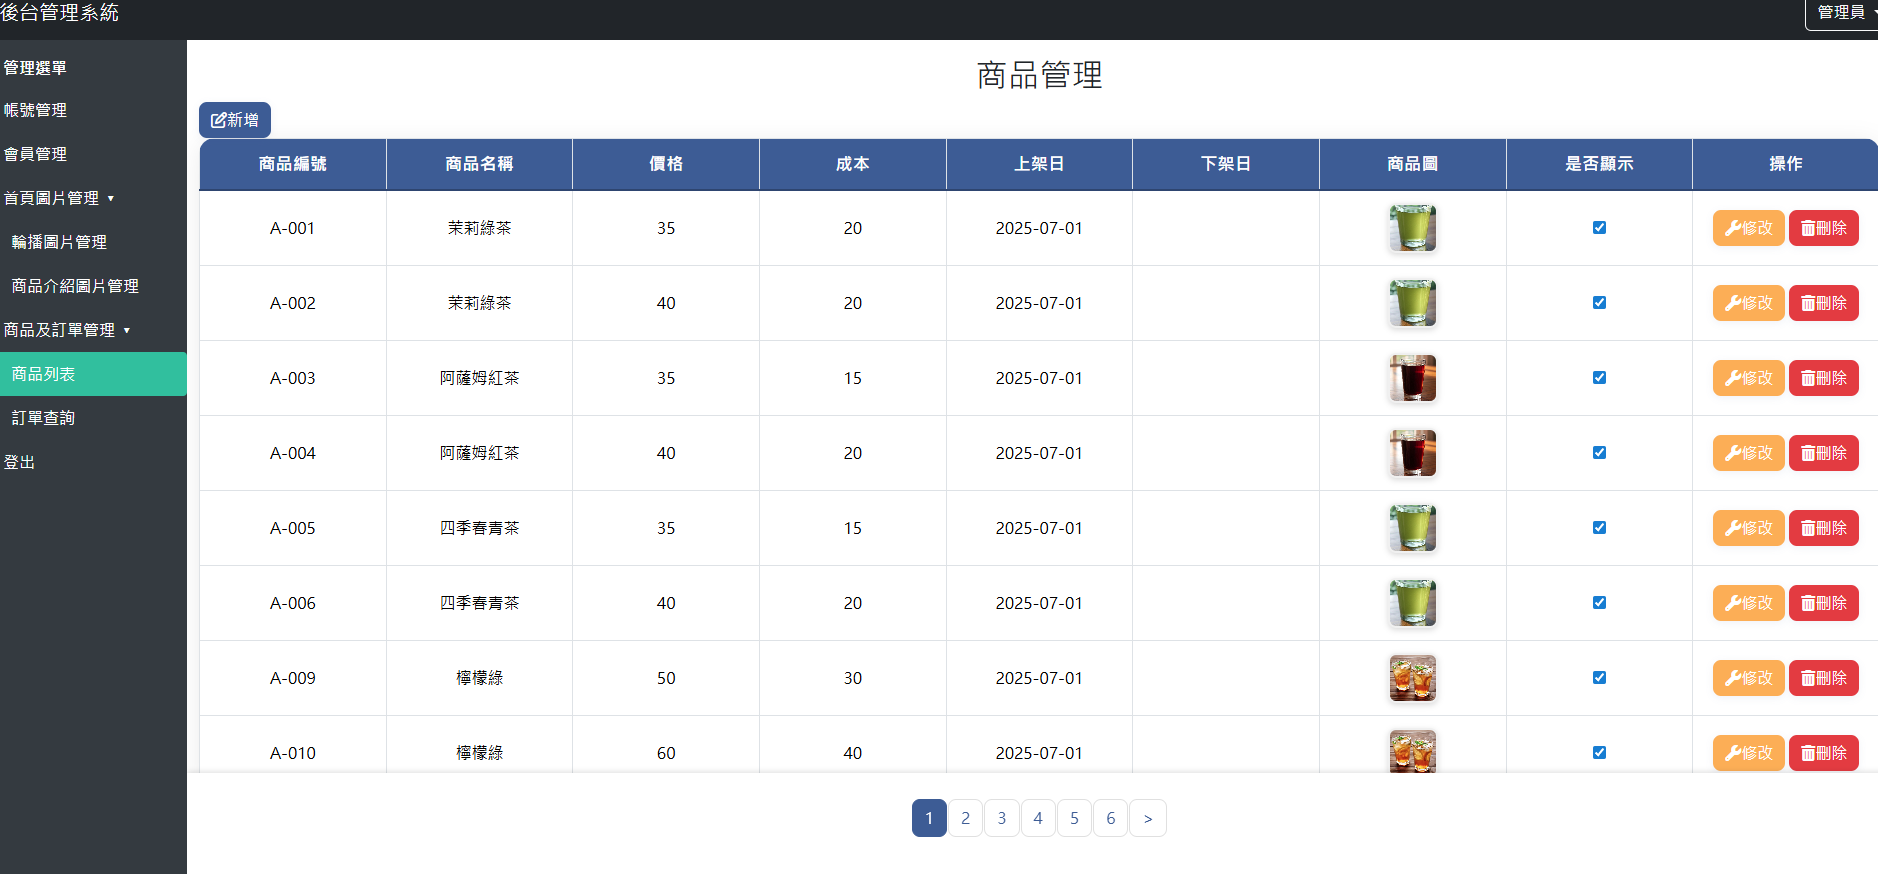 後台管理系統
管理員
管理選單
帳號管理
會員管理
首頁圖片管理 ▾
輪播圖片管理
商品介紹圖片管理
商品及訂單管理 ▾
商品列表
訂單查詢
登出
商品管理
新增
商品編號 商品名稱 價格 成本 上架日 下架日 商品圖 是否顯示 操作
A-001 茉莉綠茶 35 20 2025-07-01 修改 刪除
A-002 茉莉綠茶 40 20 2025-07-01 修改 刪除
A-003 阿薩姆紅茶 35 15 2025-07-01 修改 刪除
A-004 阿薩姆紅茶 40 20 2025-07-01 修改 刪除
A-005 四季春青茶 35 15 2025-07-01 修改 刪除
A-006 四季春青茶 40 20 2025-07-01 修改 刪除
A-009 檸檬綠 50 30 2025-07-01 修改 刪除
A-010 檸檬綠 60 40 2025-07-01 修改 刪除
1 2 3 4 5 6 >